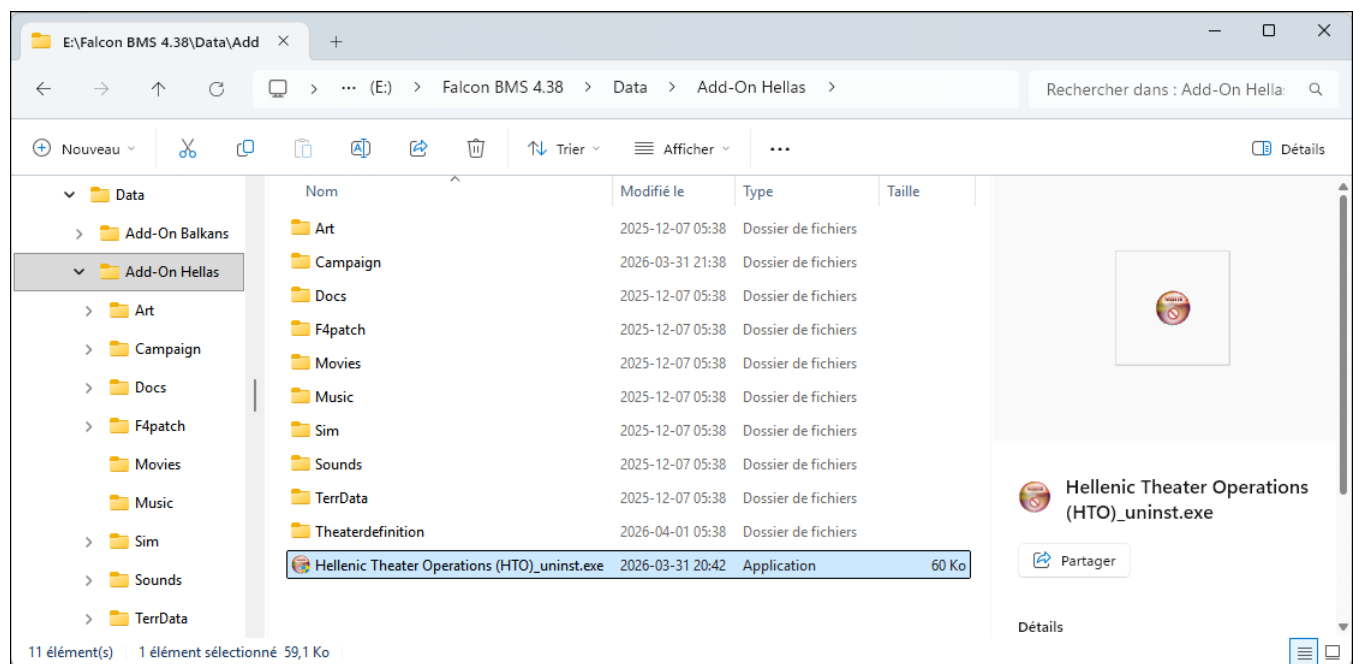 E:\Falcon BMS 4.38\Data\Add
(E:) > Falcon BMS 4.38 > Data > Add-On Hellas >
Rechercher dans : Add-On Hella
Nouveau
Trier
Afficher
Détails
Data
Add-On Balkans
Add-On Hellas
Art
Campaign
Docs
F4patch
Movies
Music
Sim
Sounds
TerrData
Nom Modifié le Type Taille
Art 2025-12-07 05:38 Dossier de fichiers
Campaign 2026-03-31 21:38 Dossier de fichiers
Docs 2025-12-07 05:38 Dossier de fichiers
F4patch 2025-12-07 05:38 Dossier de fichiers
Movies 2025-12-07 05:38 Dossier de fichiers
Music 2025-12-07 05:38 Dossier de fichiers
Sim 2025-12-07 05:38 Dossier de fichiers
Sounds 2025-12-07 05:38 Dossier de fichiers
TerrData 2025-12-07 05:38 Dossier de fichiers
Theaterdefinition 2026-04-01 05:38 Dossier de fichiers
Hellenic Theater Operations (HTO)_uninst.exe 2026-03-31 20:42 Application 60 Ko
Hellenic Theater Operations
(HTO)_uninst.exe
Partager
Détails
11 élément(s) 1 élément sélectionné 59,1 Ko